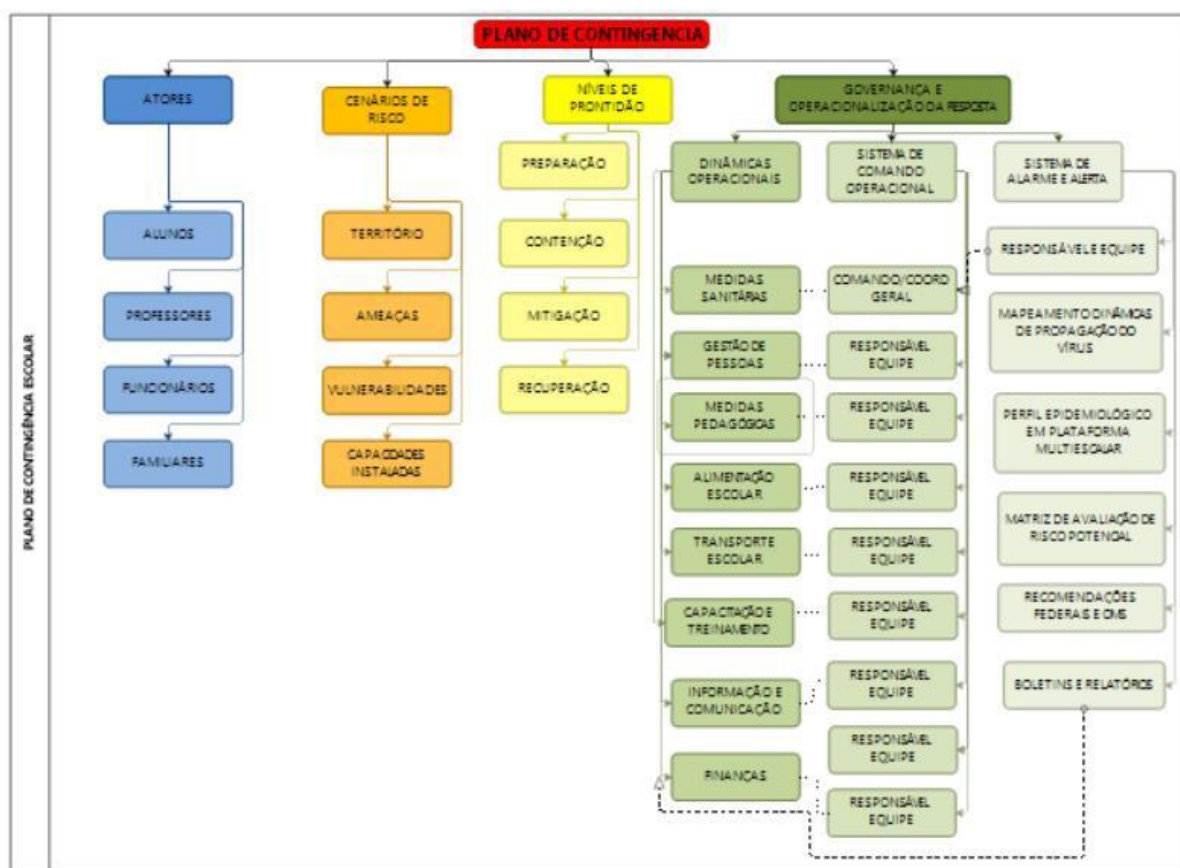 PLANO DE CONTINGÊNCIA ESCOLAR
PLANO DE CONTINGENCIA
ATORES
ALUNOS
PROFESSORES
FUNCIONÁRIOS
FAMILIARES
CENÁRIOS DE
RISCO
TERRITÓRIO
AMEAÇAS
VULNERABILIDADES
CAPACIDADES
INSTALADAS
NÍVEIS DE
PRONTIDÃO
PREPARAÇÃO
CONTENÇÃO
MITIGAÇÃO
RECUPERAÇÃO
GOVERNANÇA E
OPERACIONALIZAÇÃO DA RESPOSTA
DINÂMICAS
OPERACIONAIS
MEDIDAS
SANITÁRIAS
GESTÃO DE
PESSOAS
MEDIDAS
PEDAGÓGICAS
ALIMENTAÇÃO
ESCOLAR
TRANSPORTE
ESCOLAR
CAPACITAÇÃO E
TREINAMENTO
INFORMAÇÃO E
COMUNICAÇÃO
FINANÇAS
SISTEMA DE
COMANDO
OPERACIONAL
COMANDO/COORD
GERAL
RESPONSÁVEL
EQUIPE
RESPONSÁVEL
EQUIPE
RESPONSÁVEL
EQUIPE
RESPONSÁVEL
EQUIPE
RESPONSÁVEL
EQUIPE
RESPONSÁVEL
EQUIPE
RESPONSÁVEL
EQUIPE
RESPONSÁVEL
EQUIPE
SISTEMA DE
ALARME E ALERTA
RESPONSÁVEL E EQUIPE
MAPEAMENTO DINÂMICAS
DE PROPAGAÇÃO DO
VÍRUS
PERFIL EPIDEMIOLÓGICO
EM PLATAFORMA
MULTIESCALAR
MATRIZ DE AVALIAÇÃO DE
RISCO POTENCIAL
RECOMENDAÇÕES
FEDERAIS E OMS
BOLETINS E RELATÓRIOS